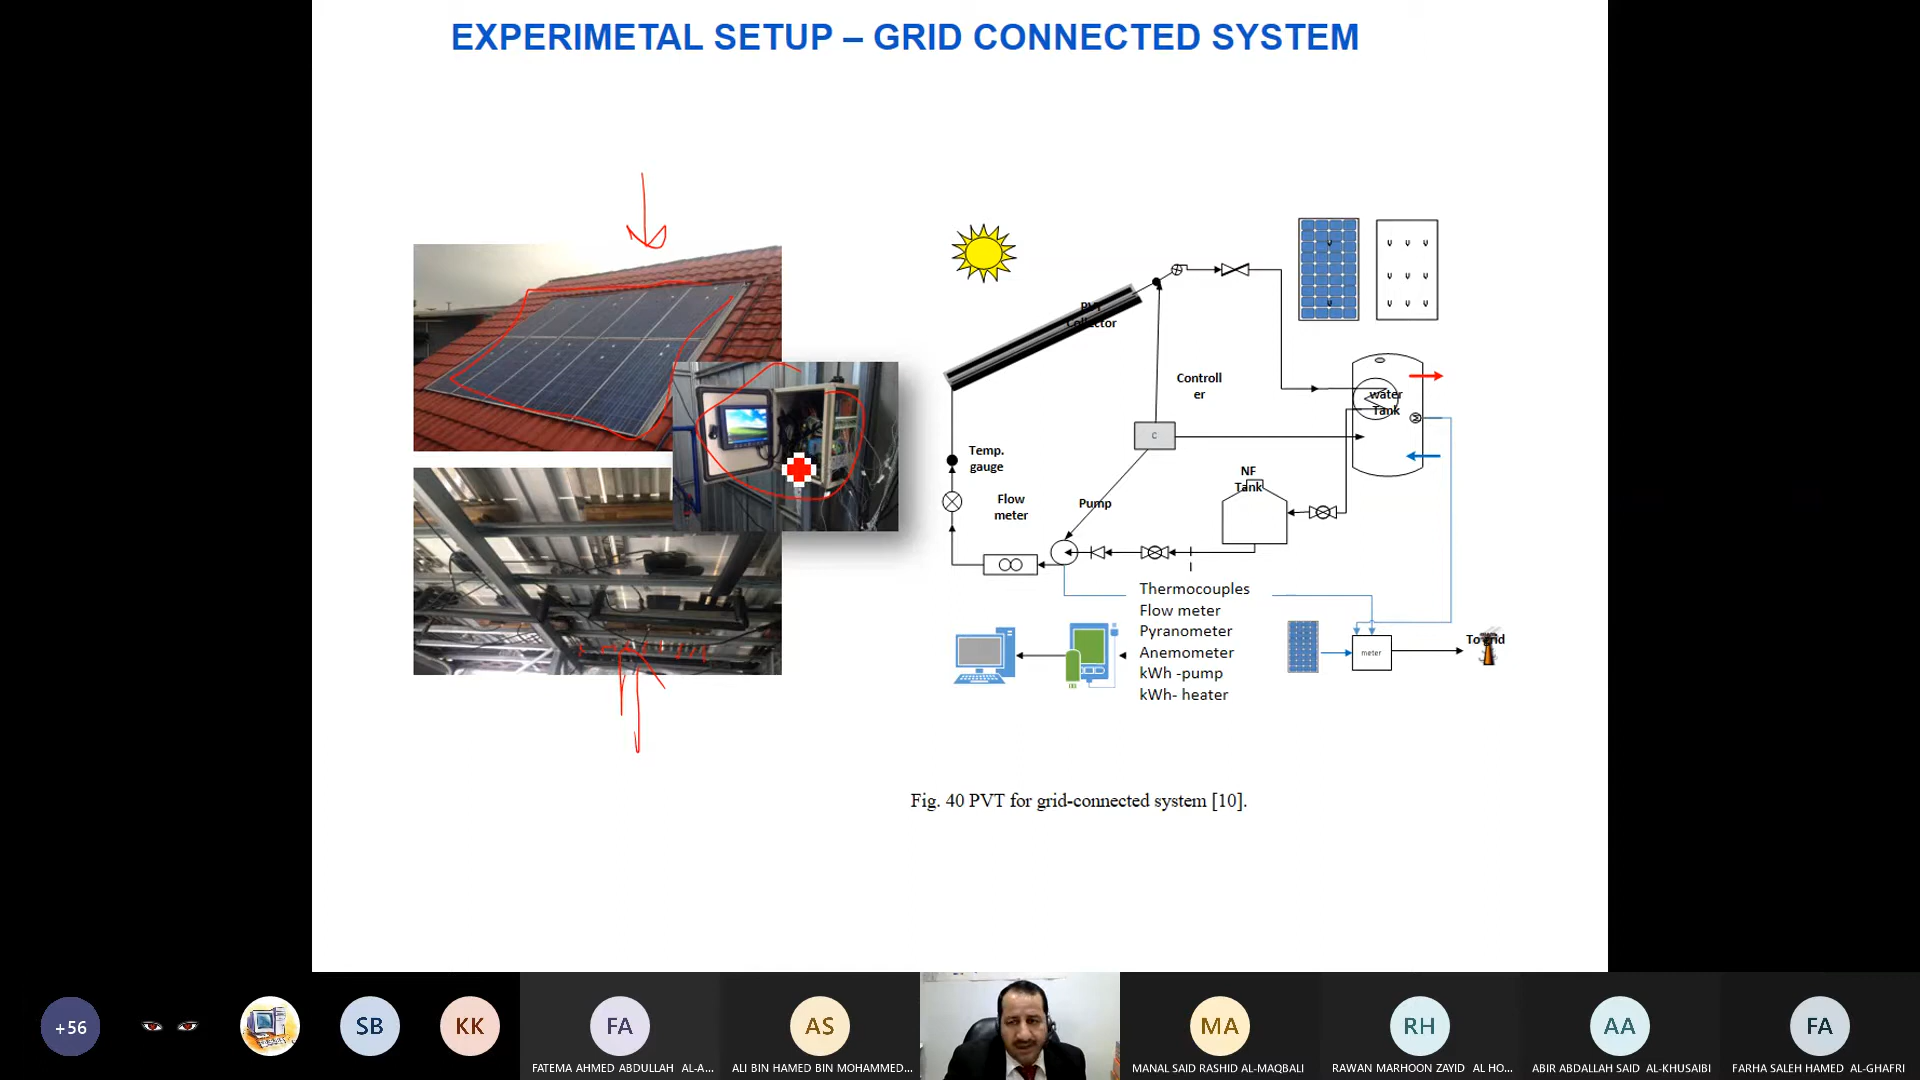 EXPERIMETAL SETUP – GRID CONNECTED SYSTEM
PVT
Collector
Controll
er
C
water
Tank
Temp.
gauge
Flow
meter
Pump
NF
Tank
I
Thermocouples
Flow meter
Pyranometer
Anemometer
kWh -pump
kWh- heater
meter
To grid
Fig. 40 PVT for grid-connected system [10].
+56
SB
KK
FA
AS
MA
RH
AA
FA
FATEMA AHMED ABDULLAH AL-A...
ALI BIN HAMED BIN MOHAMMED...
MANAL SAID RASHID AL-MAQBALI
RAWAN MARHOON ZAYID AL HO...
ABIR ABDALLAH SAID AL-KHUSAIBI
FARHA SALEH HAMED AL-GHAFRI